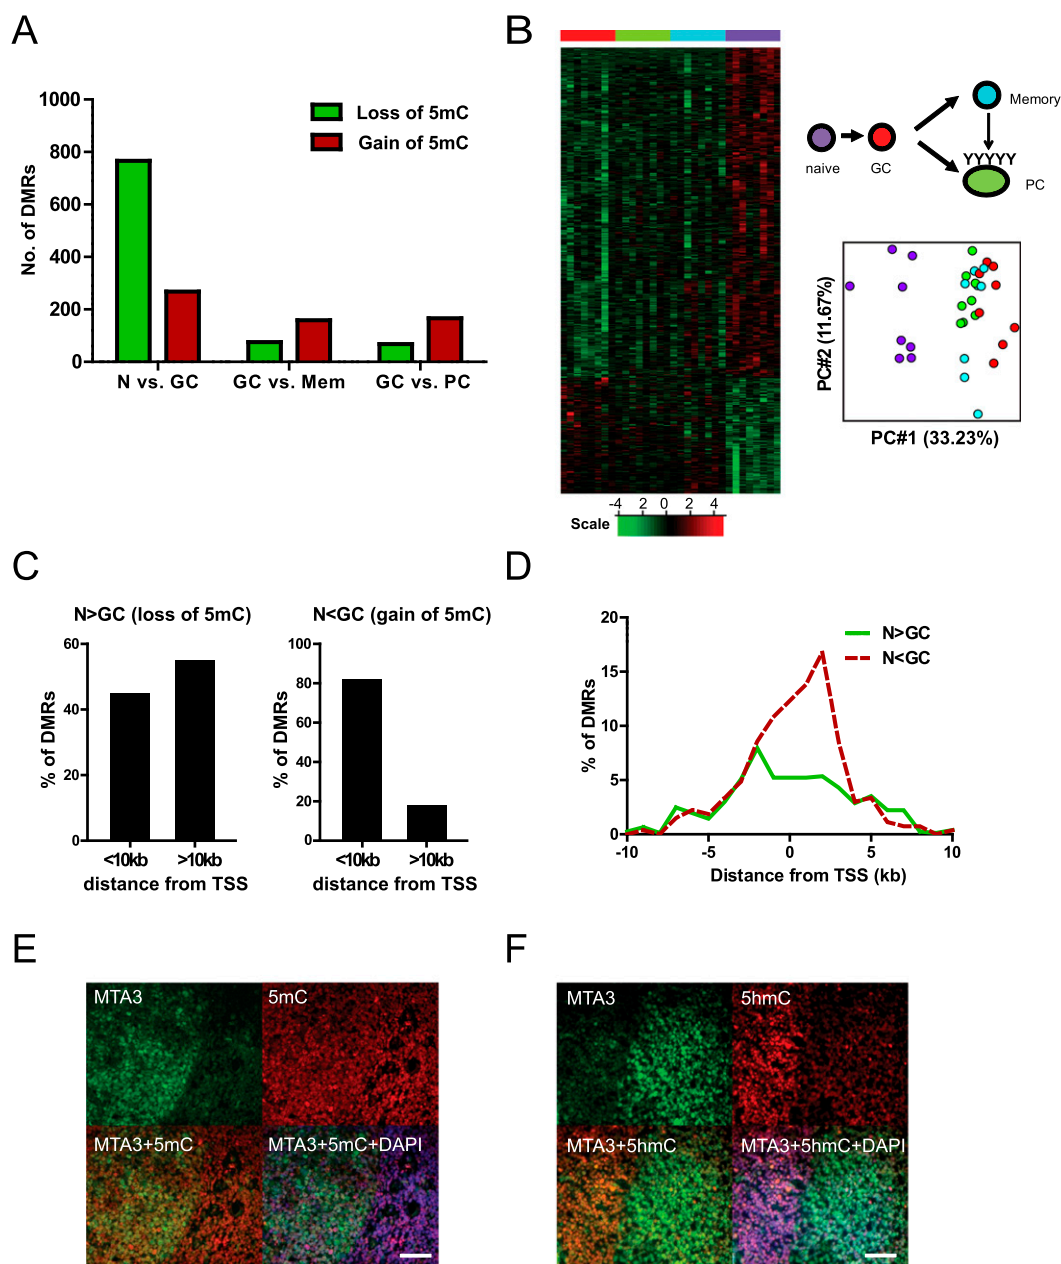 A
1000
800
600
400
200
0
No. of DMRs
Loss of 5mC
Gain of 5mC
N vs. GC
GC vs. Mem
GC vs. PC
B
naive
GC
Memory
YYYYY
PC
PC#2 (11.67%)
PC#1 (33.23%)
-4 2 0 2 4
Scale
C
N>GC (loss of 5mC)
60
40
20
0
% of DMRs
<10kb >10kb
distance from TSS
N<GC (gain of 5mC)
100
80
60
40
20
0
% of DMRs
<10kb >10kb
distance from TSS
D
20
15
10
5
0
% of DMRs
N>GC
N<GC
-10 -5 0 5 10
Distance from TSS (kb)
E
MTA3
5mC
MTA3+5mC
MTA3+5mC+DAPI
F
MTA3
5hmC
MTA3+5hmC
MTA3+5hmC+DAPI